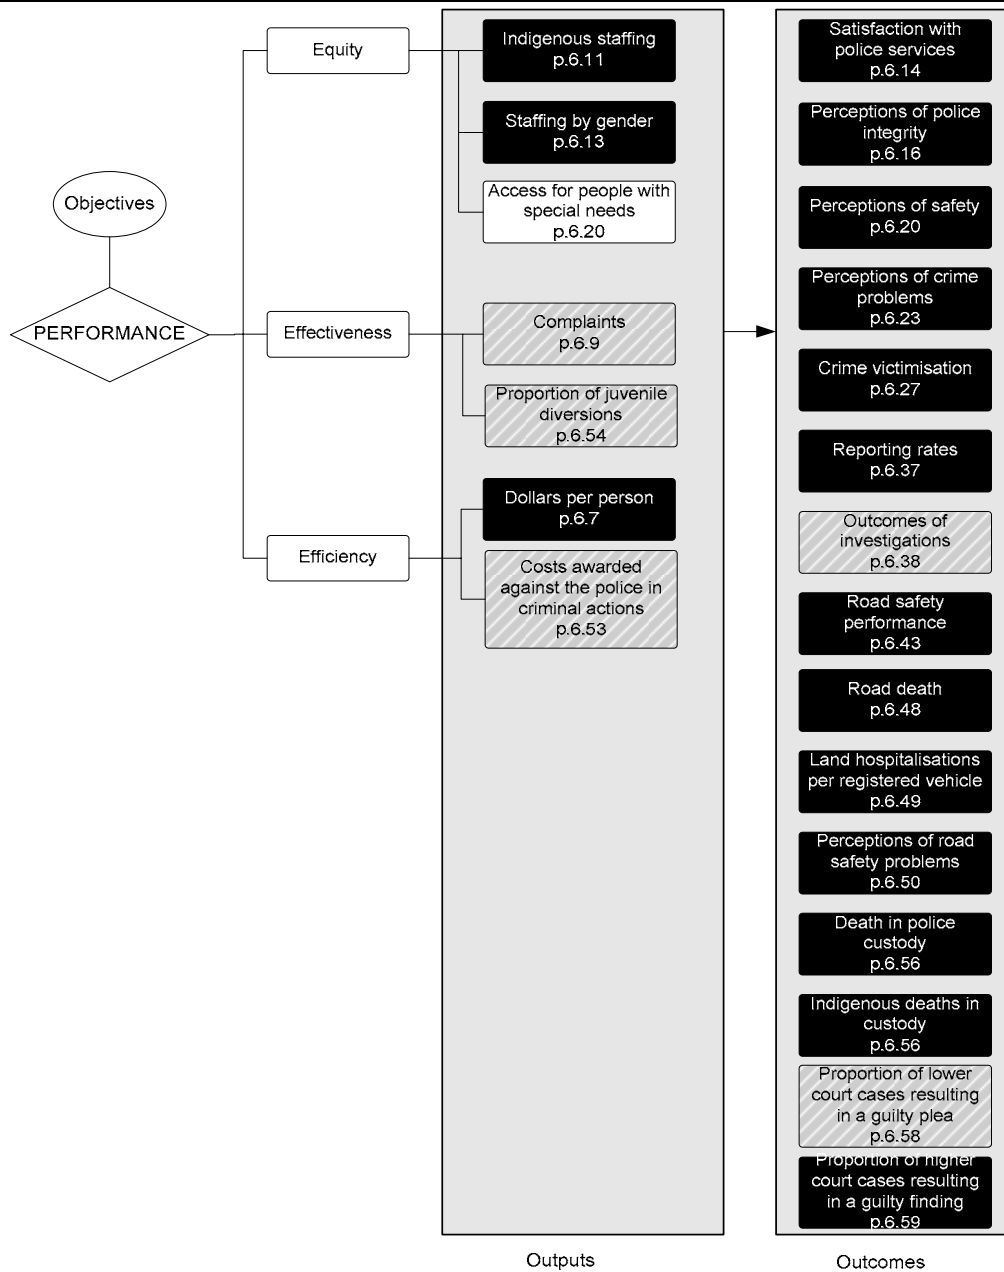 Objectives
PERFORMANCE
Equity
Effectiveness
Efficiency
Indigenous staffing
p.6.11
Staffing by gender
p.6.13
Access for people with
special needs
p.6.20
Complaints
p.6.9
Proportion of juvenile
diversions
p.6.54
Dollars per person
p.6.7
Costs awarded
against the police in
criminal actions
p.6.53
Outputs
Satisfaction with
police services
p.6.14
Perceptions of police
integrity
p.6.16
Perceptions of safety
p.6.20
Perceptions of crime
problems
p.6.23
Crime victimisation
p.6.27
Reporting rates
p.6.37
Outcomes of
investigations
p.6.38
Road safety
performance
p.6.43
Road death
p.6.48
Land hospitalisations
per registered vehicle
p.6.49
Perceptions of road
safety problems
p.6.50
Death in police
custody
p.6.56
Indigenous deaths in
custody
p.6.56
Proportion of lower
court cases resulting
in a guilty plea
p.6.58
Proportion of higher
court cases resulting
in a guilty finding
p.6.59
Outcomes